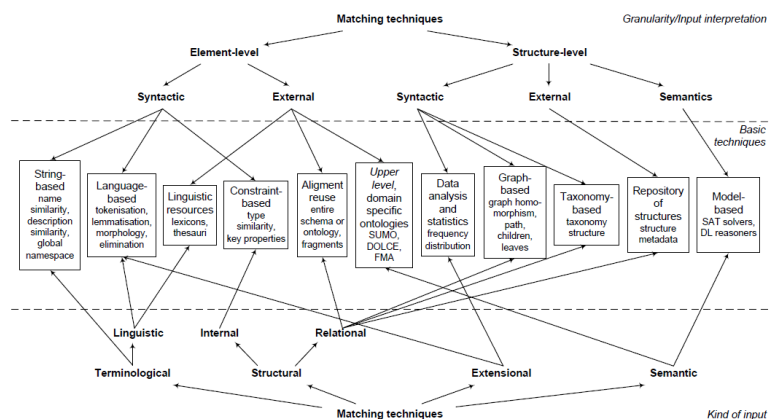 Matching techniques
Granularity/Input interpretation
Element-level
Structure-level
Syntactic
External
Syntactic
External
Semantics
Basic
techniques
String-
based
name
similarity,
description
similarity,
global
namespace
Language-
based
tokenisation,
lemmatisation,
morphology,
elimination
Linguistic
resources
lexicons,
thesauri
Constraint-
based
type
similarity,
key properties
Aligment
reuse
entire
schema or
ontology,
fragments
Upper
level,
domain
specific
ontologies
SUMO,
DOLCE,
FMA
Data
analysis
and
statistics
frequency
distribution
Graph-
based
graph homo-
morphism,
path,
children,
leaves
Taxonomy-
based
taxonomy
structure
Repository
of
structures
structure
metadata
Model-
based
SAT solvers,
DL reasoners
Linguistic
Internal
Relational
Terminological
Structural
Extensional
Semantic
Matching techniques
Kind of input